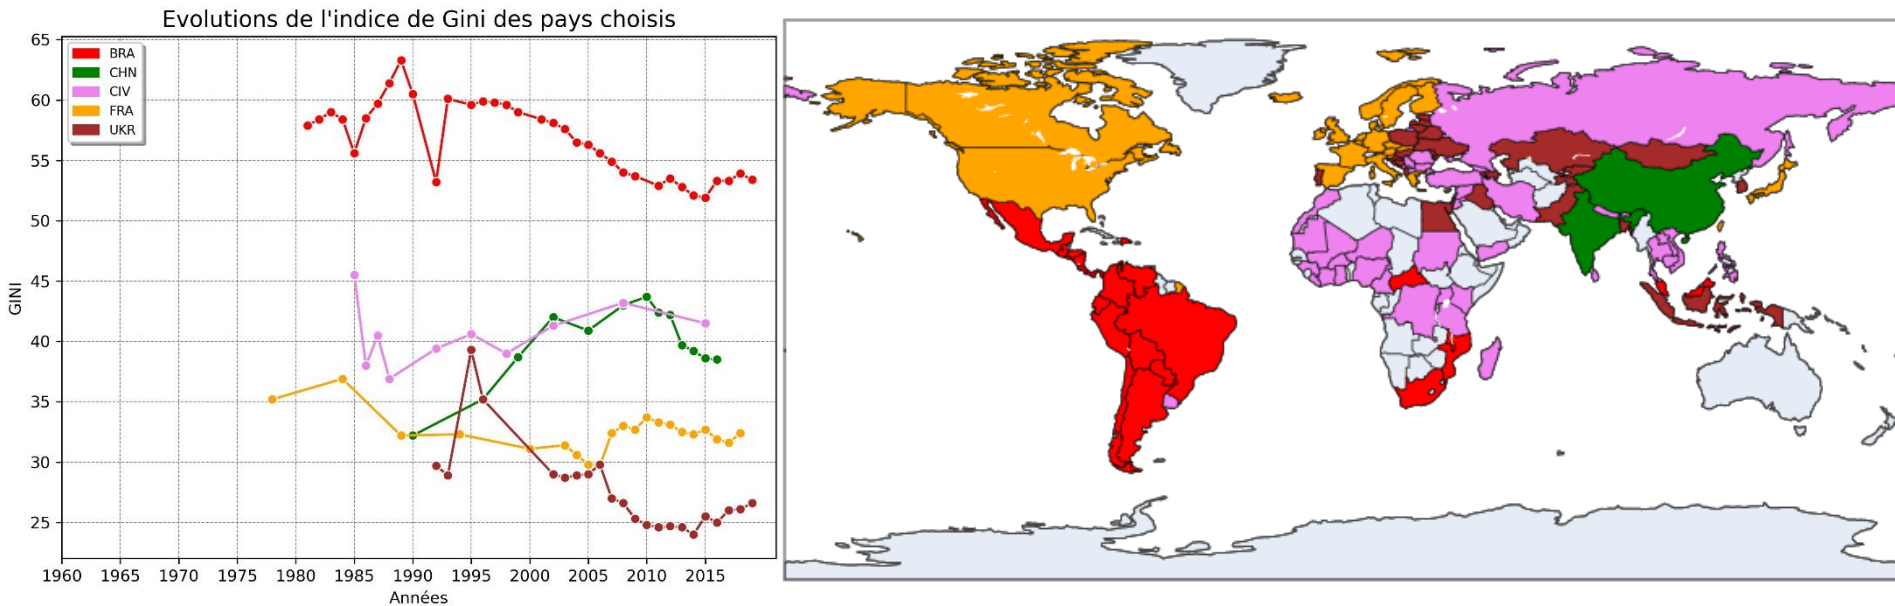 Evolutions de l'indice de Gini des pays choisis
65
BRA
CHN
CIV
FRA
UKR
60
55
50
45
GINI
40
35
30
25
1960 1965 1970 1975 1980 1985 1990 1995 2000 2005 2010 2015
Années